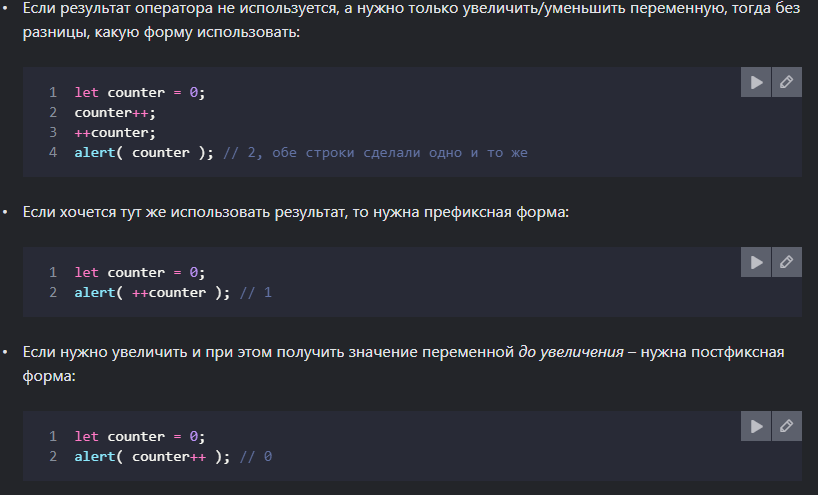 • Если результат оператора не используется, а нужно только увеличить/уменьшить переменную, тогда без
разницы, какую форму использовать:
1 let counter = 0;
2 counter++;
3 ++counter;
4 alert( counter ); // 2, обе строки сделали одно и то же
• Если хочется тут же использовать результат, то нужна префиксная форма:
1 let counter = 0;
2 alert( ++counter ); // 1
• Если нужно увеличить и при этом получить значение переменной до увеличения – нужна постфиксная
форма:
1 let counter = 0;
2 alert( counter++ ); // 0